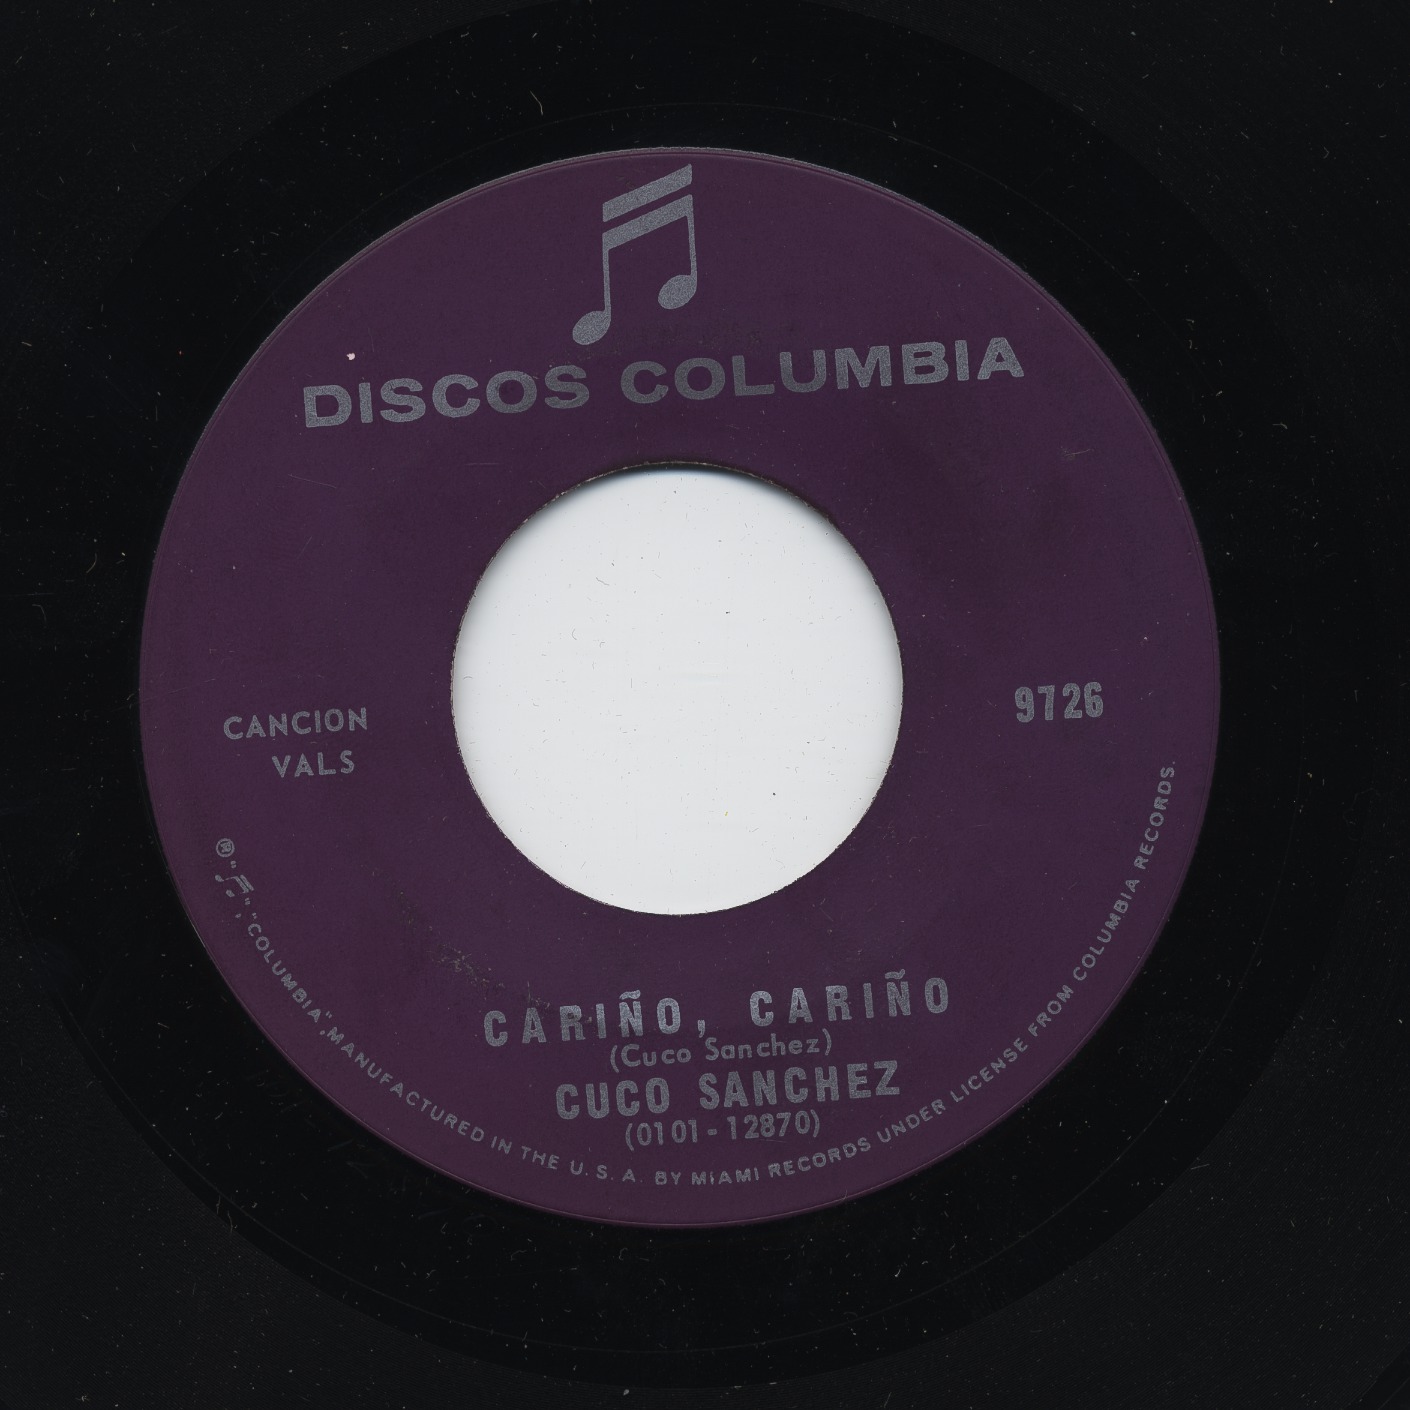 DISCOS COLUMBIA
CANCION
VALS
9726
CARIÑO, CARIÑO
(Cuco Sanchez)
CUCO SANCHEZ
(0101-12870)
® "♫", "COLUMBIA," MANUFACTURED IN THE U.S.A. BY MIAMI RECORDS UNDER LICENSE FROM COLUMBIA RECORDS.